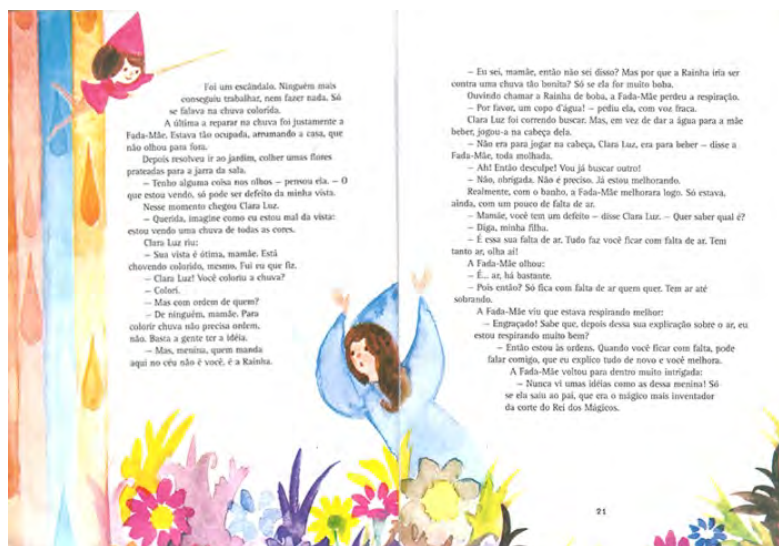 Foi um escândalo. Ninguém mais
conseguiu trabalhar, nem fazer nada. Só
se falava na chuva colorida.
A última a reparar na chuva foi justamente a
Fada-Mãe. Estava tão ocupada, arrumando a casa, que
não olhou para fora.
Depois resolveu ir ao jardim, colher umas flores
prateadas para a jarra da sala.
– Tenho alguma coisa nos olhos – pensou ela. – O
que estou vendo, só pode ser defeito da minha vista.
Nesse momento chegou Clara Luz.
– Querida, imagine como eu estou mal da vista:
estou vendo uma chuva de todas as cores.
Clara Luz riu:
– Sua vista é ótima, mamãe. Está
chovendo colorido, mesmo. Fui eu que fiz.
– Clara Luz! Você coloriu a chuva?
– Colori.
– Mas com ordem de quem?
– De ninguém, mamãe. Para
colorir chuva não precisa ordem,
não. Basta a gente ter a idéia.
– Mas, menina, quem manda
aqui no céu não é você, é a Rainha.
– Eu sei, mamãe, então não sei disso? Mas por que a Rainha iria ser
contra uma chuva tão bonita? Só se ela for muito boba.
Ouvindo chamar a Rainha de boba, a Fada-Mãe perdeu a respiração.
– Por favor, um copo d'água! – pediu ela, com voz fraca.
Clara Luz foi correndo buscar. Mas, em vez de dar a água para a mãe
beber, jogou-a na cabeça dela.
– Não era para jogar na cabeça, Clara Luz, era para beber – disse a
Fada-Mãe, toda molhada.
– Ah! Então desculpe! Vou já buscar outro!
– Não, obrigada. Não é preciso. Já estou melhorando.
Realmente, com o banho, a Fada-Mãe melhorara logo. Só estava,
ainda, com um pouco de falta de ar.
– Mamãe, você tem um defeito – disse Clara Luz. – Quer saber qual é?
– Diga, minha filha.
– É essa sua falta de ar. Tudo faz você ficar com falta de ar. Tem
tanto ar, olha aí!
A Fada-Mãe olhou:
– É... ar, há bastante.
– Pois então? Só fica com falta de ar quem quer. Tem ar até
sobrando.
A Fada-Mãe viu que estava respirando melhor:
– Engraçado! Sabe que, depois dessa sua explicação sobre o ar, eu
estou respirando muito bem?
– Então estou às ordens. Quando você ficar com falta, pode
falar comigo, que eu explico tudo de novo e você melhora.
A Fada-Mãe voltou para dentro muito intrigada:
– Nunca vi umas idéias como as dessa menina! Só
se ela saiu ao pai, que era o mágico mais inventador
da corte do Rei dos Mágicos.
21